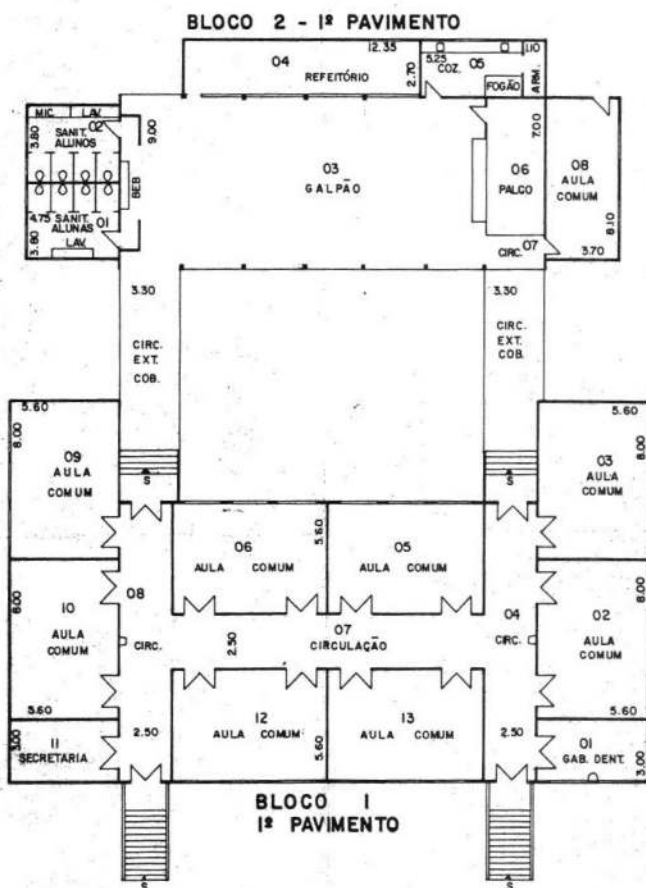 BLOCO 2 - 1º PAVIMENTO
12.35
04
REFEITÓRIO
2.70
5.25
COZ.
05
1.10
FOGÃO
ARM.
MIC.
LAV.
02
SANIT.
ALUNOS
3.80
9.00
BEB
4.75
SANIT.
ALUNAS
01
LAV.
3.80
03
GALPÃO
7.00
06
PALCO
08
AULA
COMUM
8.10
07
CIRC.
3.70
3.30
CIRC.
EXT.
COB.
3.30
CIRC.
EXT.
COB.
5.60
8.00
09
AULA
COMUM
S
S
5.60
8.00
03
AULA
COMUM
06
AULA COMUM
5.60
05
AULA COMUM
8.00
10
AULA
COMUM
5.60
08
CIRC.
2.50
07
CIRCULAÇÃO
04
CIRC.
8.00
02
AULA
COMUM
5.60
3.00
11
SECRETARIA
2.50
12
AULA COMUM
5.60
13
AULA COMUM
2.50
01
GAB. DENT.
3.00
BLOCO 1
1º PAVIMENTO
S
S